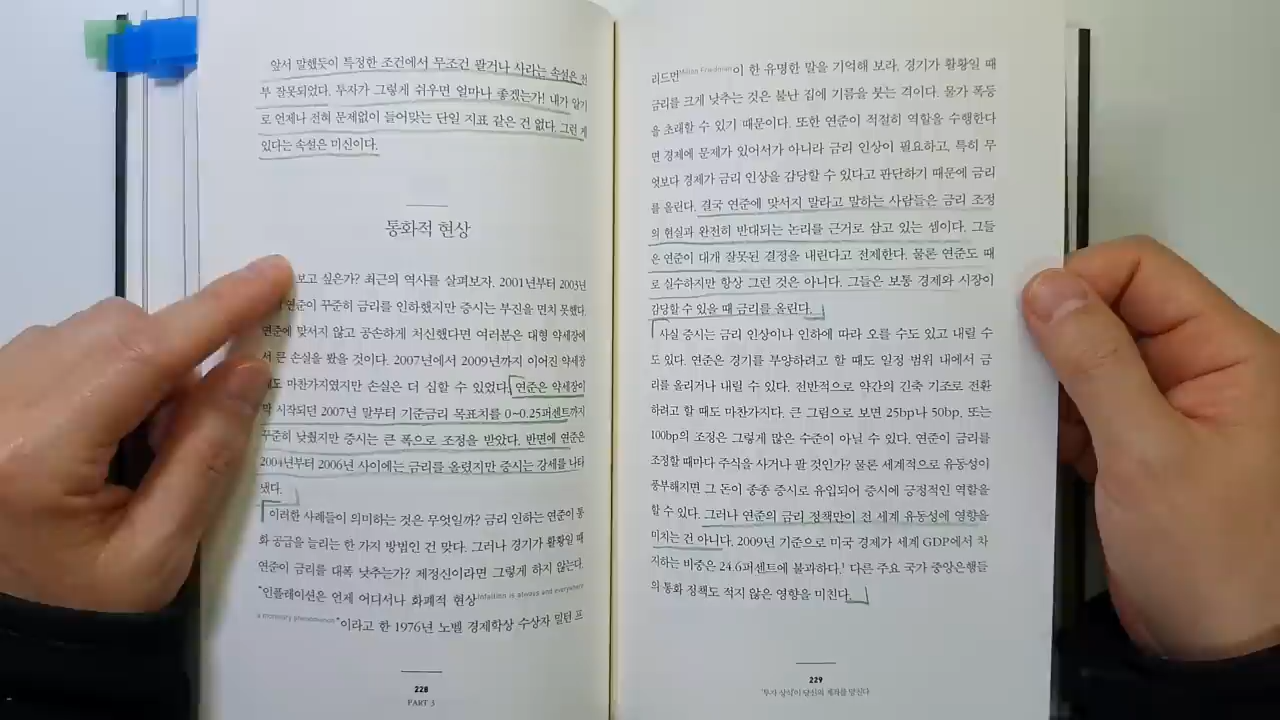 앞서 말했듯이 특정한 조건에서 무조건 팔거나 사라는 속설은 전
부 잘못되었다. 투자가 그렇게 쉬우면 얼마나 좋겠는가! 내가 알기
로 언제나 전혀 문제없이 들어맞는 단일 지표 같은 건 없다. 그런 게
있다는 속설은 미신이다.
통화적 현상
보고 싶은가? 최근의 역사를 살펴보자. 2001년부터 2003년
연준이 꾸준히 금리를 인하했지만 증시는 부진을 면치 못했다.
연준에 맞서지 않고 공손하게 처신했다면 여러분은 대형 약세장에
서 큰 손실을 봤을 것이다. 2007년에서 2009년까지 이어진 약세장
도 마찬가지였지만 손실은 더 심할 수 있었다. 연준은 약세장이
막 시작되던 2007년 말부터 기준금리 목표치를 0~0.25퍼센트까지
꾸준히 낮췄지만 증시는 큰 폭으로 조정을 받았다. 반면에 연준은
2004년부터 2006년 사이에는 금리를 올렸지만 증시는 강세를 나타
냈다.
이러한 사례들이 의미하는 것은 무엇일까? 금리 인하는 연준이 통
화 공급을 늘리는 한 가지 방법인 건 맞다. 그러나 경기가 활황일 때
연준이 금리를 대폭 낮추는가? 제정신이라면 그렇게 하지 않는다.
“인플레이션은 언제 어디서나 화폐적 현상Inflation is always and everywhere
a monetary phenomenon”이라고 한 1976년 노벨 경제학상 수상자 밀턴 프
228
PART 3
리드먼Milton Friedman이 한 유명한 말을 기억해 보라. 경기가 활황일 때
금리를 크게 낮추는 것은 불난 집에 기름을 붓는 격이다. 물가 폭등
을 초래할 수 있기 때문이다. 또한 연준이 적절히 역할을 수행한다
면 경제에 문제가 있어서가 아니라 금리 인상이 필요하고, 특히 무
엇보다 경제가 금리 인상을 감당할 수 있다고 판단하기 때문에 금리
를 올린다. 결국 연준에 맞서지 말라고 말하는 사람들은 금리 조정
의 현실과 완전히 반대되는 논리를 근거로 삼고 있는 셈이다. 그들
은 연준이 대개 잘못된 결정을 내린다고 전제한다. 물론 연준도 때
로 실수하지만 항상 그런 것은 아니다. 그들은 보통 경제와 시장이
감당할 수 있을 때 금리를 올린다.
사실 증시는 금리 인상이나 인하에 따라 오를 수도 있고 내릴 수
도 있다. 연준은 경기를 부양하려고 할 때도 일정 범위 내에서 금
리를 올리거나 내릴 수 있다. 전반적으로 약간의 긴축 기조로 전환
하려고 할 때도 마찬가지다. 큰 그림으로 보면 25bp나 50bp, 또는
100bp의 조정은 그렇게 많은 수준이 아닐 수 있다. 연준이 금리를
조정할 때마다 주식을 사거나 팔 것인가? 물론 세계적으로 유동성이
풍부해지면 그 돈이 종종 증시로 유입되어 증시에 긍정적인 역할을
할 수 있다. 그러나 연준의 금리 정책만이 전 세계 유동성에 영향을
미치는 건 아니다. 2009년 기준으로 미국 경제가 세계 GDP에서 차
지하는 비중은 24.6퍼센트에 불과하다.¹ 다른 주요 국가 중앙은행들
의 통화 정책도 적지 않은 영향을 미친다.
229
'투자 상식'이 당신의 계좌를 망친다